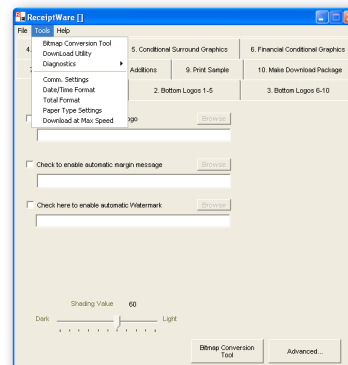 ReceiptWare []
File Tools Help
Bitmap Conversion Tool
DownLoad Utility
Diagnostics
Comm. Settings
Date/Time Format
Total Format
Paper Type Settings
Download at Max Speed
4.
5. Conditional Surround Graphics
6. Financial Conditional Graphics
Additions
9. Print Sample
10. Make Download Package
2. Bottom Logos 1-5
3. Bottom Logos 6-10
ogo
Browse
Check to enable automatic margin message
Browse
Check here to enable automatic Watermark
Browse
Shading Value 60
Dark
Light
Bitmap Conversion
Tool
Advanced...